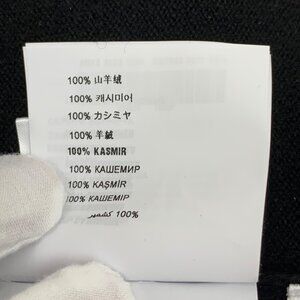 100% 山羊绒
100% 캐시미어
100% カシミヤ
100% 羊絨
100% KASMIR
100% КАШЕМИР
100% KAŞMİR
100% КАШЕМІР
100% كشمير